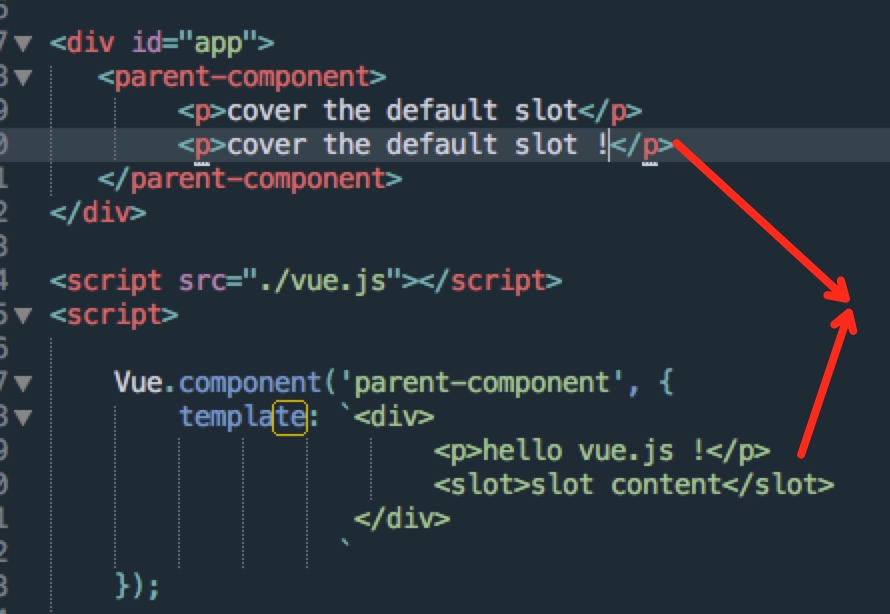 <div id="app">
<parent-component>
<p>cover the default slot</p>
<p>cover the default slot !</p>
</parent-component>
</div>
<script src="./vue.js"></script>
<script>
Vue.component('parent-component', {
template: `<div>
<p>hello vue.js !</p>
<slot>slot content</slot>
</div>
`
});